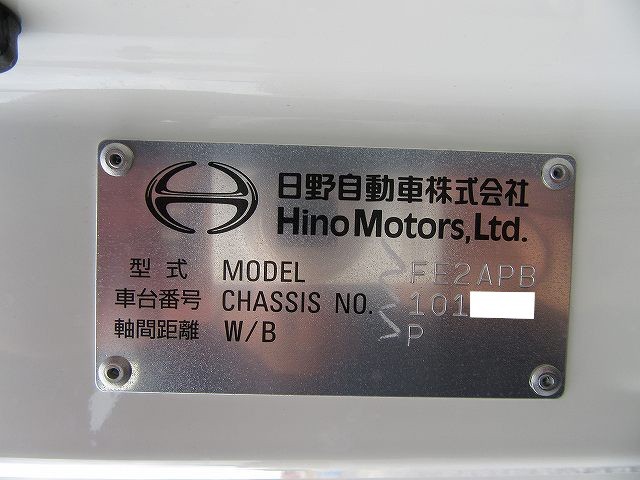 日野自動車株式会社
Hino Motors, Ltd.
型式 MODEL FE2APB
車台番号 CHASSIS NO. 101
軸間距離 W/B P